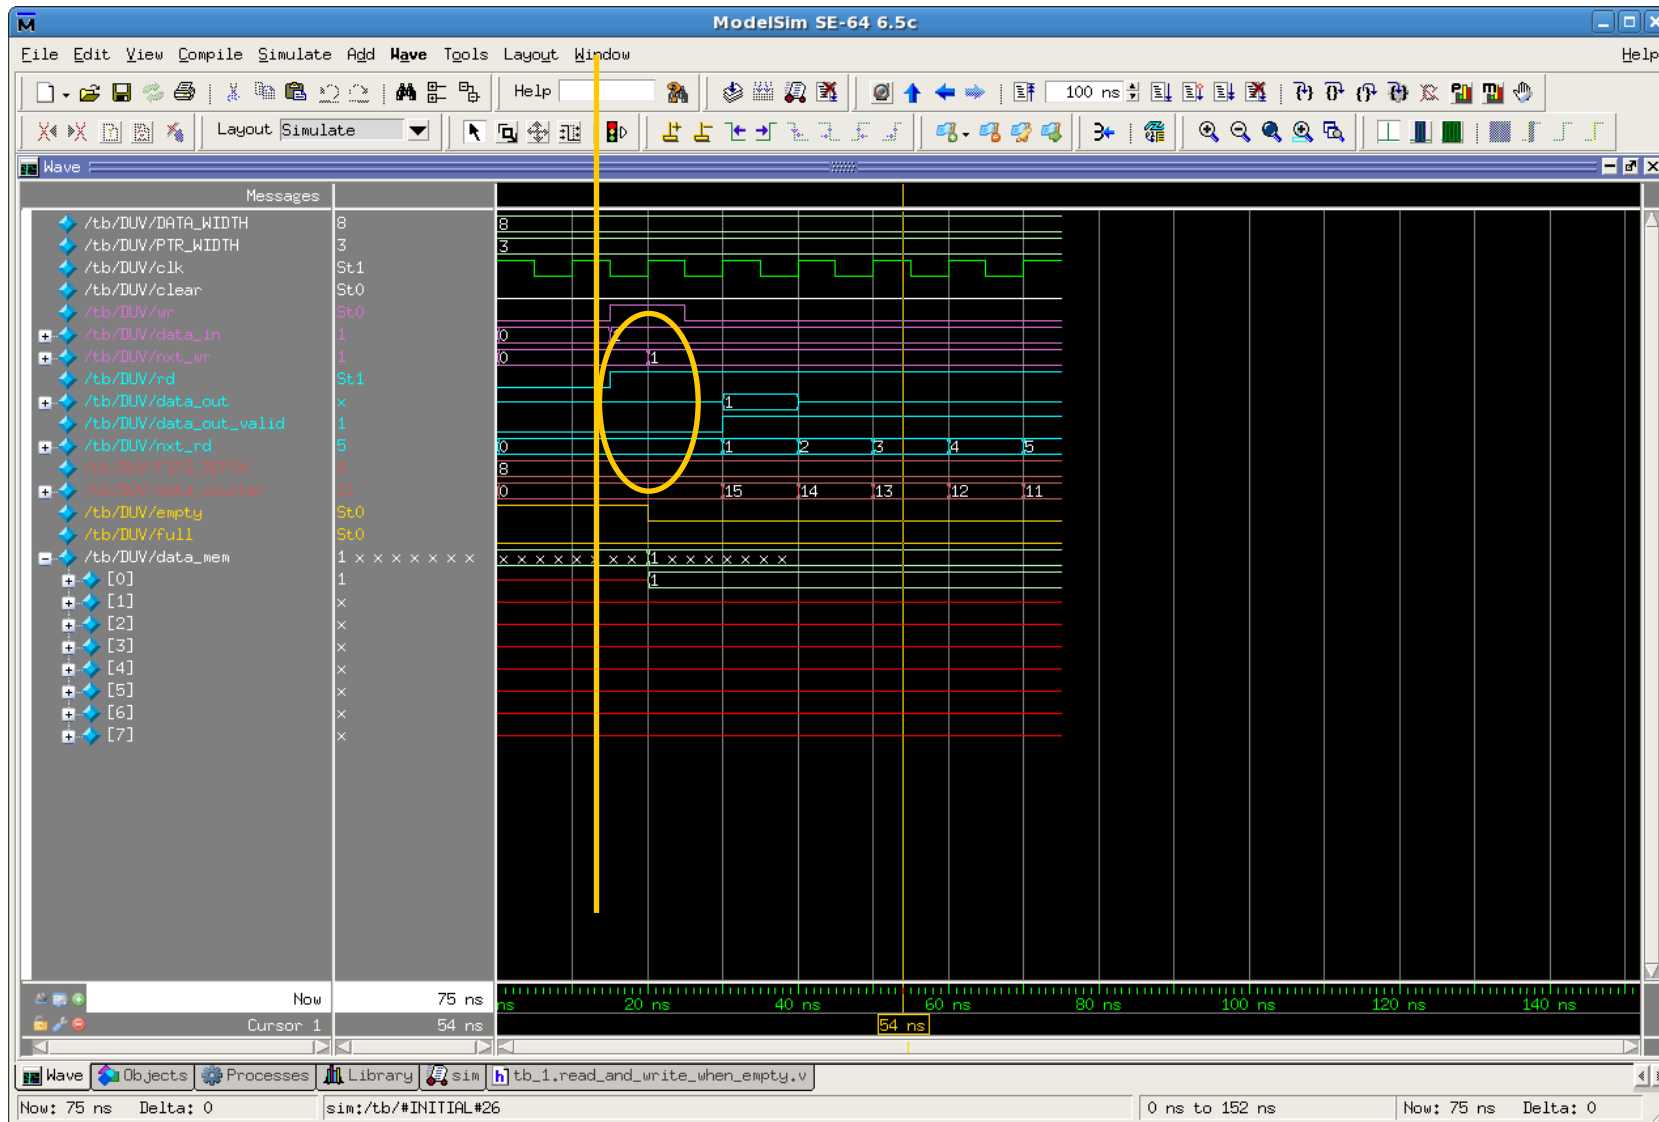 ModelSim SE-64 6.5c
File Edit View Compile Simulate Add Wave Tools Layout Window Help
Help 100 ns
Layout Simulate
Wave
Messages
/tb/DUV/DATA_WIDTH 8 8
/tb/DUV/PTR_WIDTH 3 3
/tb/DUV/clk St1
/tb/DUV/clear St0
/tb/DUV/wr St0
/tb/DUV/data_in 1 0
/tb/DUV/nxt_wr 1 0 1
/tb/DUV/rd St1
/tb/DUV/data_out x 1
/tb/DUV/data_out_valid 1
/tb/DUV/nxt_rd 5 0 1 2 3 4 5
/tb/DUV/FIFO_DEPTH 8 8
/tb/DUV/data_counter 11 0 15 14 13 12 11
/tb/DUV/empty St0
/tb/DUV/full St0
/tb/DUV/data_mem 1 x x x x x x x x x x x x x x x 1 x x x x x x x
[0] 1 1
[1] x
[2] x
[3] x
[4] x
[5] x
[6] x
[7] x
Now 75 ns ns 20 ns 40 ns 60 ns 80 ns 100 ns 120 ns 140 ns
Cursor 1 54 ns 54 ns
Wave Objects Processes Library sim h tb_1.read_and_write_when_empty.v
Now: 75 ns Delta: 0 sim:/tb/#INITIAL#26 0 ns to 152 ns Now: 75 ns Delta: 0